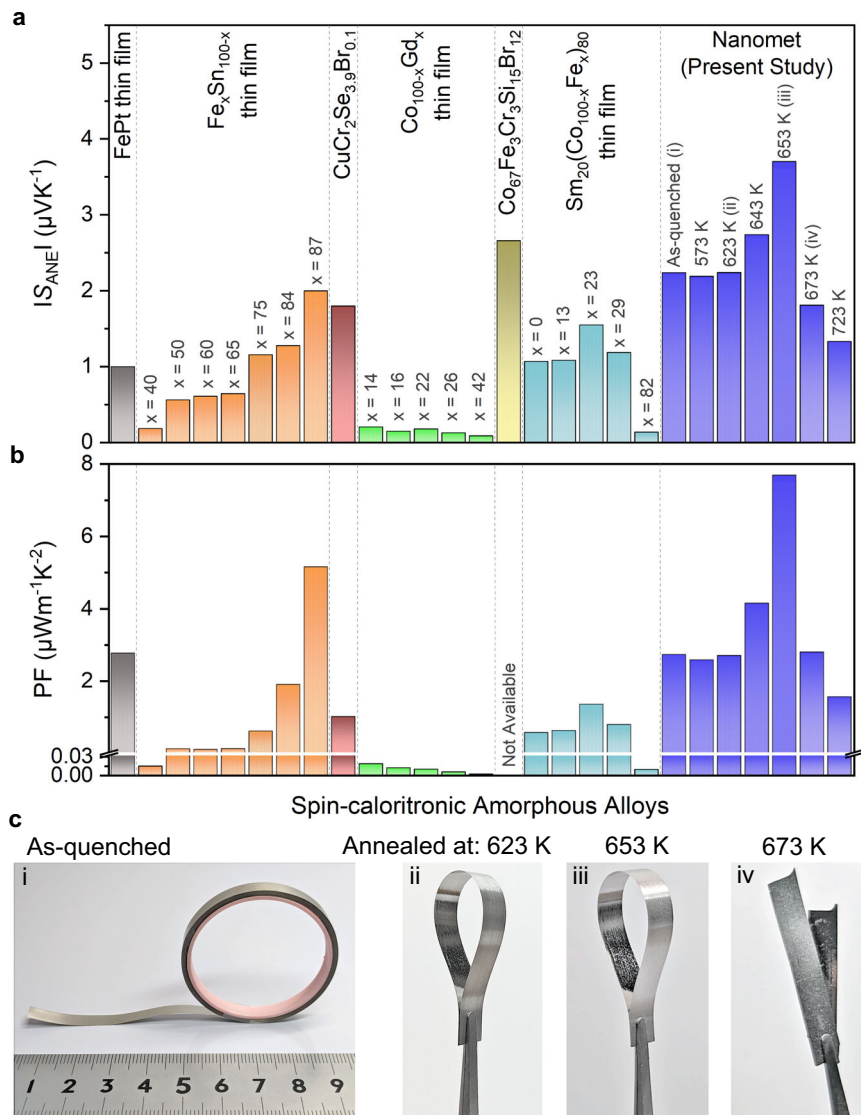 a
FePt thin film
FeₓSn₁₀₀₋ₓ
thin film
CuCr₂Se₃.₉Br₀.₁
Co₁₀₀₋ₓGdₓ
Co₆₇Fe₃Cr₃Si₁₅Br₁₂
Sm₂₀(Co₁₀₀₋ₓFeₓ)₈₀
thin film
Nanomet
(Present Study)
ISᴀɴᴇI (µVK⁻¹)
5
4
3
2
1
0
x = 40
x = 50
x = 60
x = 65
x = 75
x = 84
x = 87
x = 14
x = 16
x = 22
x = 26
x = 42
x = 0
x = 13
x = 23
x = 29
x = 82
As-quenched (i)
573 K
623 K (ii)
643 K
653 K (iii)
673 K (iv)
723 K
b
PF (µWm⁻¹K⁻²)
8
6
4
2
0.03
0.00
Not Available
Spin-caloritronic Amorphous Alloys
c
As-quenched
Annealed at: 623 K
653 K
673 K
i
ii
iii
iv
1 2 3 4 5 6 7 8 9